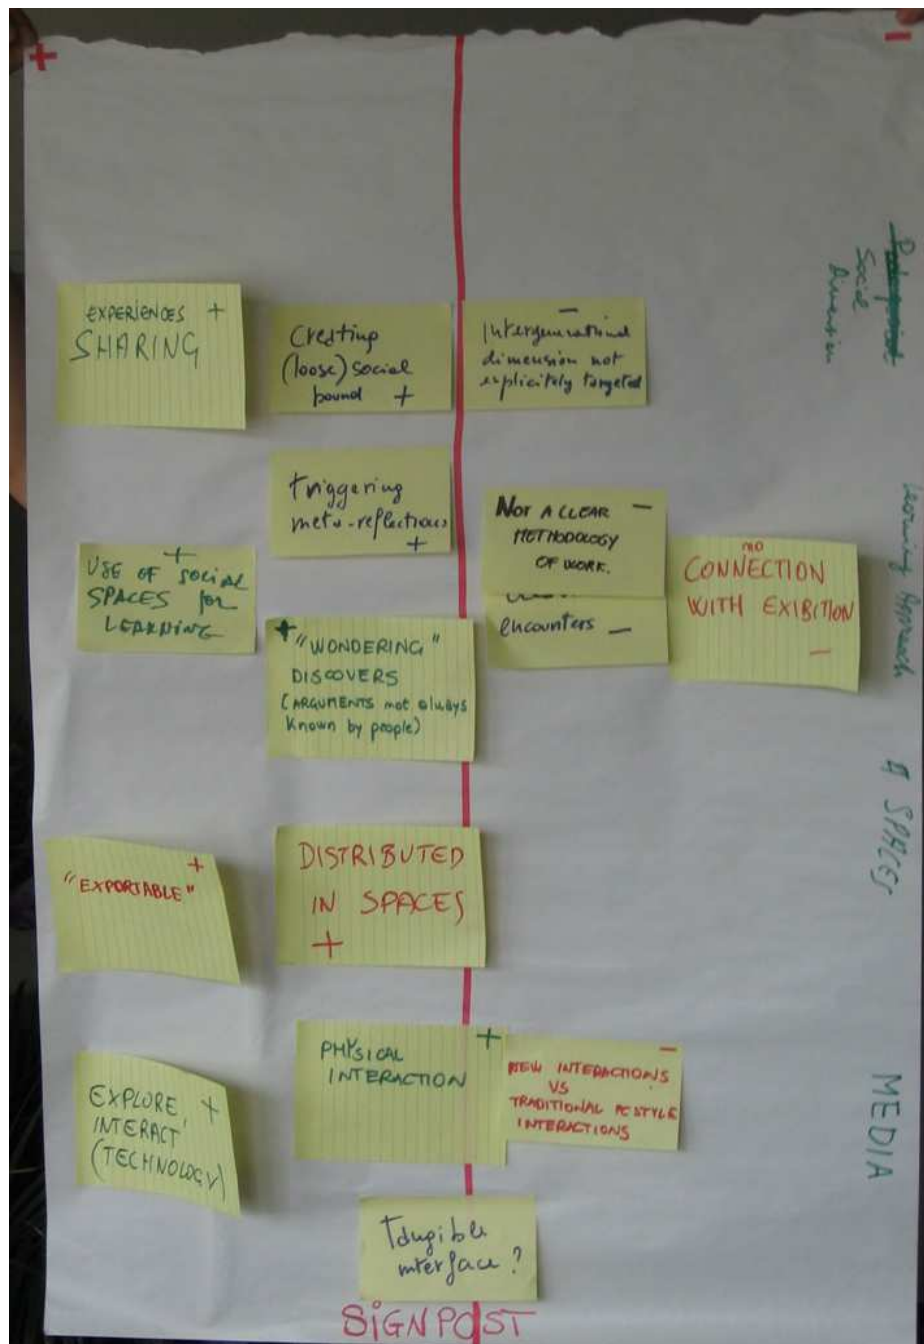 +
-
Social
Dimension
EXPERIENCES +
SHARING
Creating
(loose) social
bound +
-
Intergenerational
dimension not
explicitely targeted
Triggering
meta-reflections
+
NOT A CLEAR -
METHODOLOGY
OF WORK.
encounters -
no
CONNECTION
WITH EXIBITION
-
Learning Approach
+
USE OF SOCIAL
SPACES for
LEARNING
+ "WONDERING"
DISCOVERS
(ARGUMENTS not always
known by people)
SPACES
+
"EXPORTABLE"
DISTRIBUTED
IN SPACES
+
MEDIA
EXPLORE +
INTERACT
(TECHNOLOGY)
+
PHYSICAL
INTERACTION
-
NEW INTERACTIONS
VS
TRADITIONAL PC STYLE
INTERACTIONS
Tangible
interface?
SIGNPOST